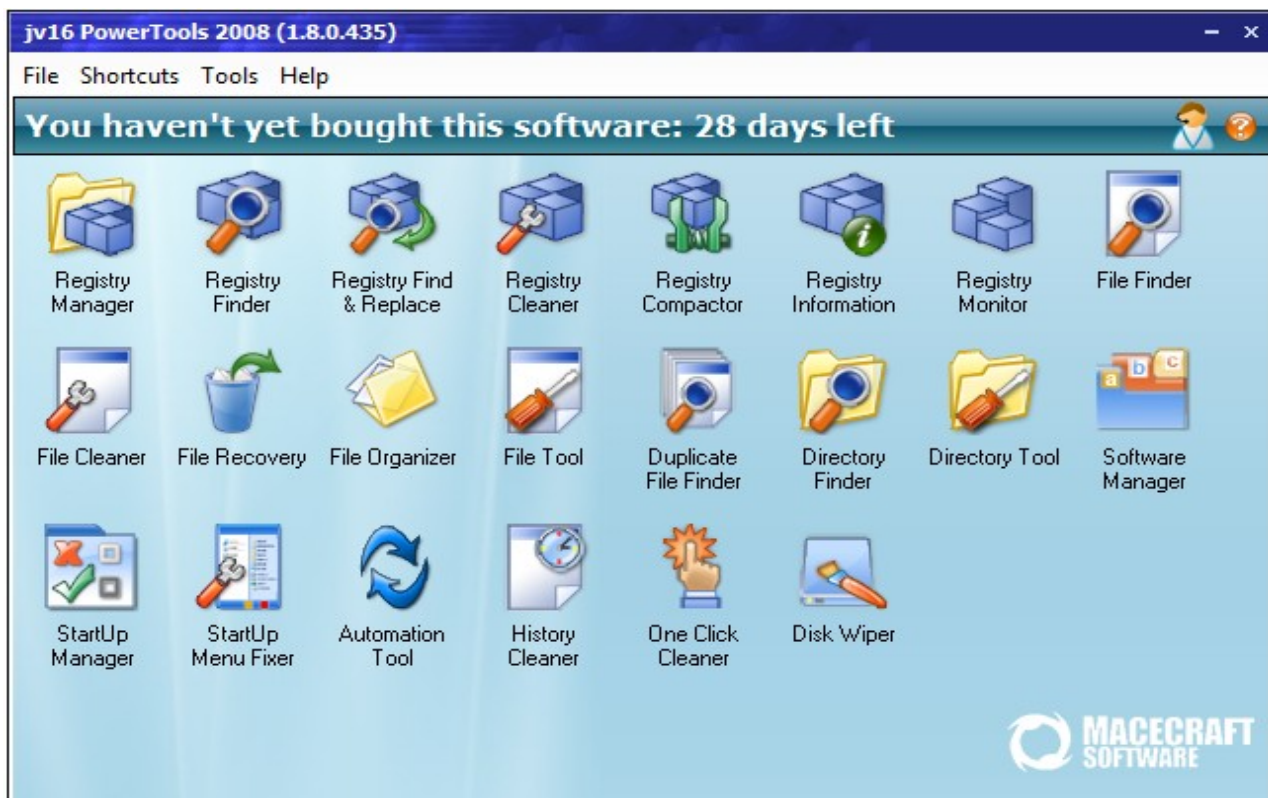 jv16 PowerTools 2008 (1.8.0.435)
File Shortcuts Tools Help
You haven't yet bought this software: 28 days left
Registry
Manager
Registry
Finder
Registry Find
& Replace
Registry
Cleaner
Registry
Compactor
Registry
Information
Registry
Monitor
File Finder
File Cleaner
File Recovery
File Organizer
File Tool
Duplicate
File Finder
Directory
Finder
Directory Tool
a b c
Software
Manager
StartUp
Manager
StartUp
Menu Fixer
Automation
Tool
History
Cleaner
One Click
Cleaner
Disk Wiper
MACECRAFT
SOFTWARE